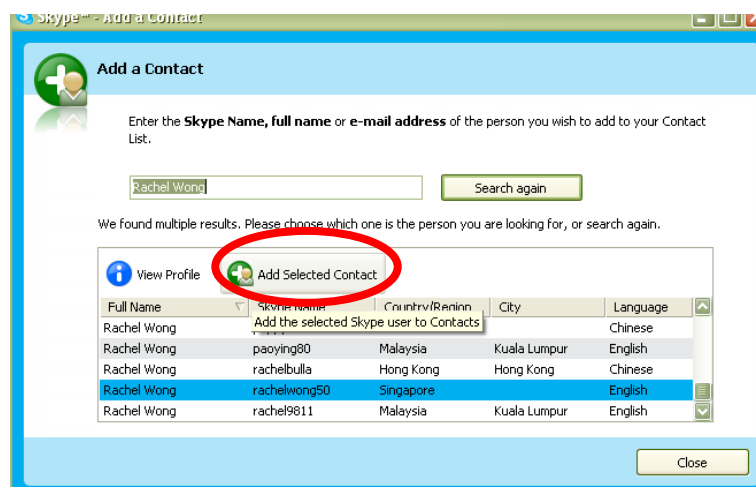 Skype™ - Add a Contact
Add a Contact
Enter the Skype Name, full name or e-mail address of the person you wish to add to your Contact
List.
Rachel Wong
Search again
We found multiple results. Please choose which one is the person you are looking for, or search again.
View Profile
Add Selected Contact
Full Name Skype Name Country/Region City Language
Add the selected Skype user to Contacts
Rachel Wong Chinese
Rachel Wong paoying80 Malaysia Kuala Lumpur English
Rachel Wong rachelbulla Hong Kong Hong Kong Chinese
Rachel Wong rachelwong50 Singapore English
Rachel Wong rachel9811 Malaysia Kuala Lumpur English
Close